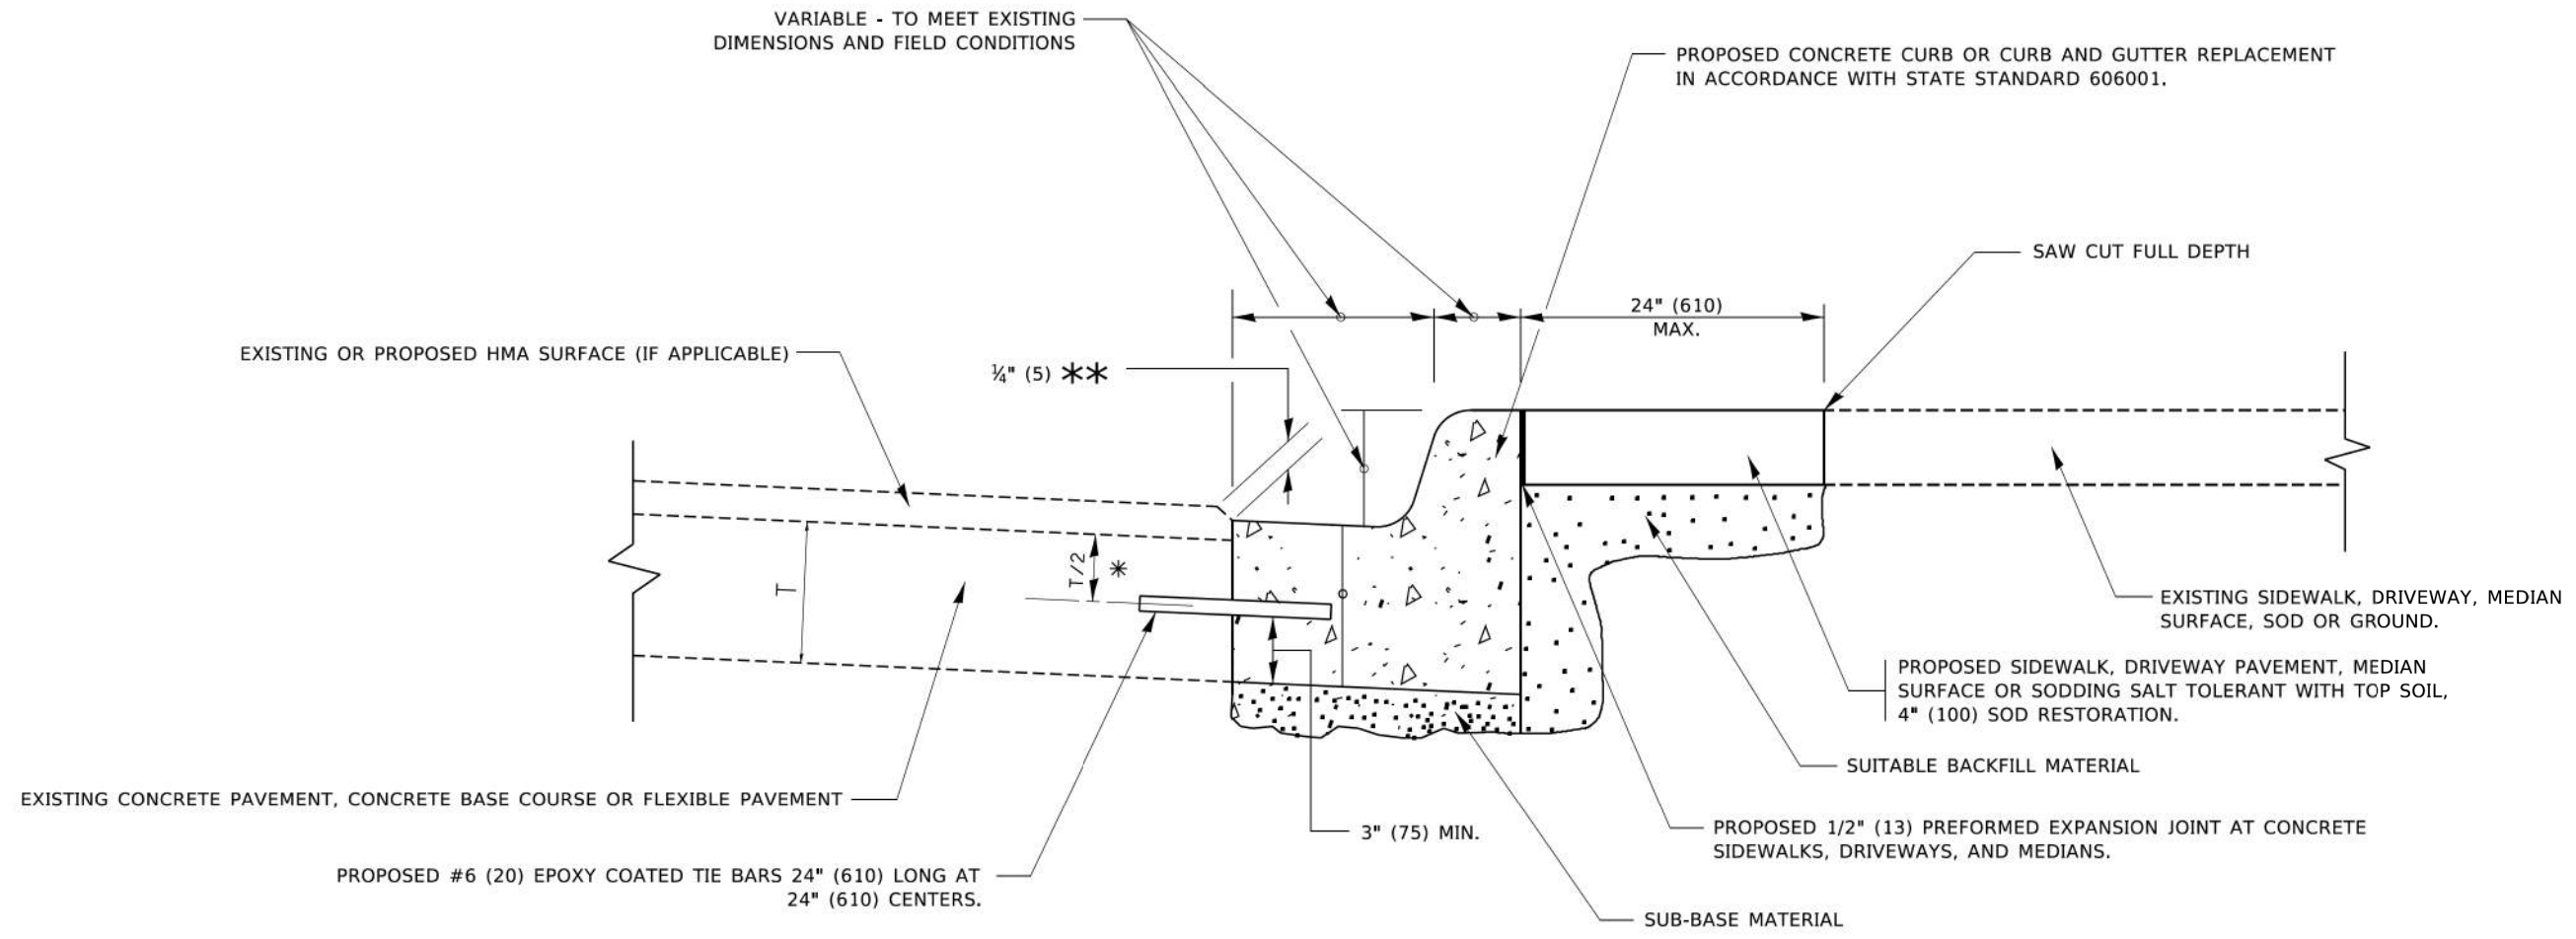 VARIABLE - TO MEET EXISTING
DIMENSIONS AND FIELD CONDITIONS
PROPOSED CONCRETE CURB OR CURB AND GUTTER REPLACEMENT
IN ACCORDANCE WITH STATE STANDARD 606001.
SAW CUT FULL DEPTH
24" (610)
MAX.
EXISTING OR PROPOSED HMA SURFACE (IF APPLICABLE)
¼" (5) **
T/2 *
T
EXISTING SIDEWALK, DRIVEWAY, MEDIAN
SURFACE, SOD OR GROUND.
PROPOSED SIDEWALK, DRIVEWAY PAVEMENT, MEDIAN
SURFACE OR SODDING SALT TOLERANT WITH TOP SOIL,
4" (100) SOD RESTORATION.
SUITABLE BACKFILL MATERIAL
EXISTING CONCRETE PAVEMENT, CONCRETE BASE COURSE OR FLEXIBLE PAVEMENT
3" (75) MIN.
PROPOSED 1/2" (13) PREFORMED EXPANSION JOINT AT CONCRETE
SIDEWALKS, DRIVEWAYS, AND MEDIANS.
PROPOSED #6 (20) EPOXY COATED TIE BARS 24" (610) LONG AT
24" (610) CENTERS.
SUB-BASE MATERIAL